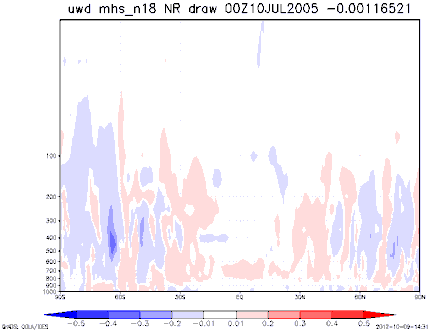 uwd mhs_n18 NR draw 00Z10JUL2005 -0.00116521
100
200
300
400
500
600
700
800
900
1000
90S 60S 30S EQ 30N 60N 90N
-0.5 -0.4 -0.3 -0.2 -0.01 0.01 0.2 0.3 0.4 0.5
GrADS: COLA/IGES 2012-10-09-14:31